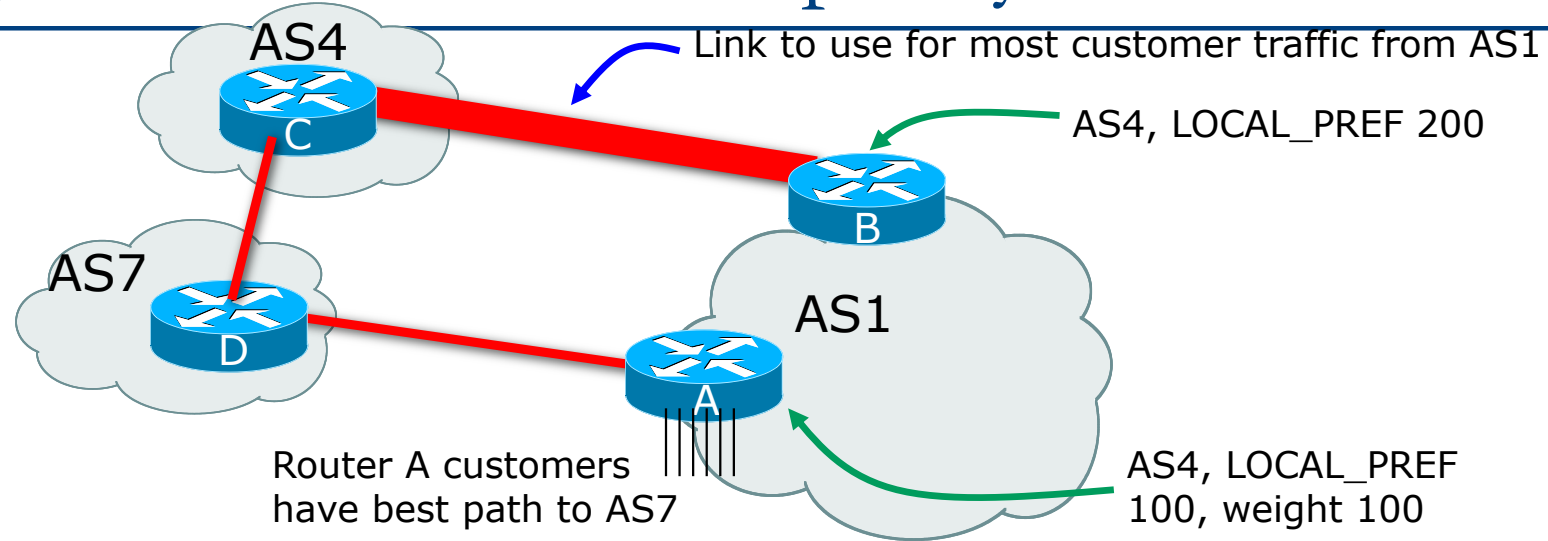 AS4
Link to use for most customer traffic from AS1
AS4, LOCAL_PREF 200
C
B
AS7
AS1
D
A
Router A customers
have best path to AS7
AS4, LOCAL_PREF
100, weight 100